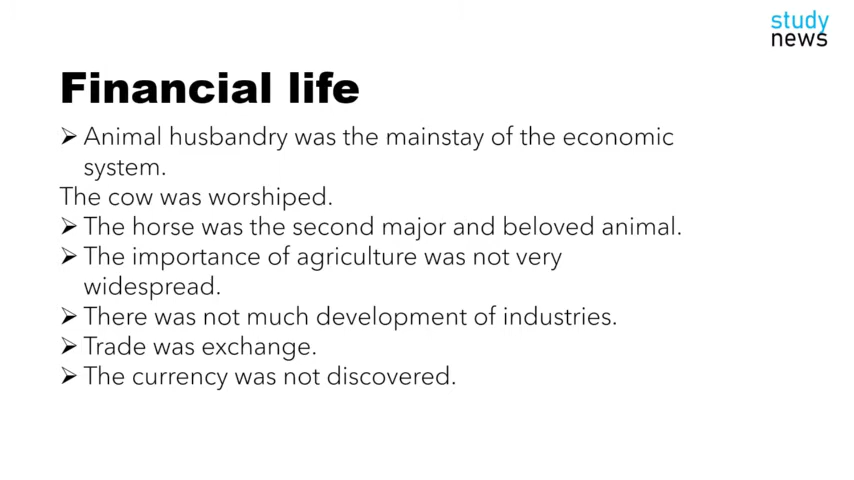 study
news
Financial life
➤ Animal husbandry was the mainstay of the economic
system.
The cow was worshiped.
➤ The horse was the second major and beloved animal.
➤ The importance of agriculture was not very
widespread.
➤ There was not much development of industries.
➤ Trade was exchange.
➤ The currency was not discovered.